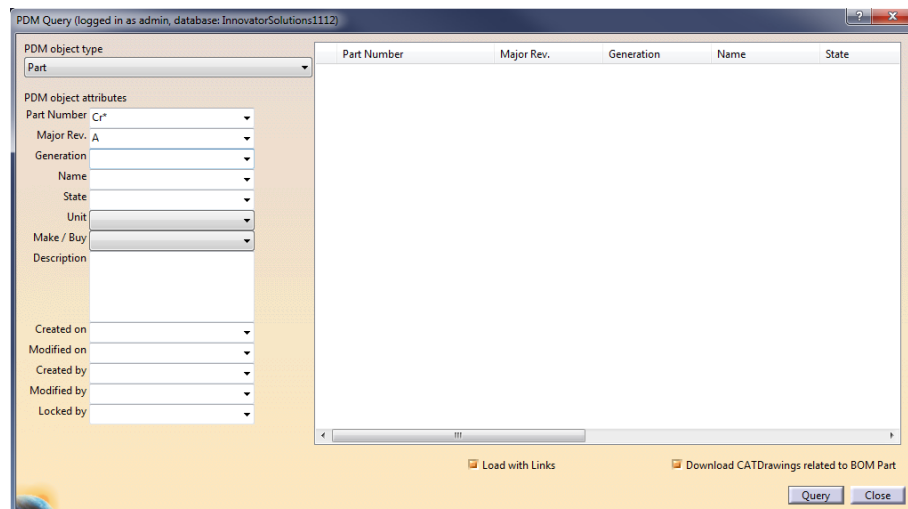 PDM Query (logged in as admin, database: InnovatorSolutions1112)
PDM object type
Part
PDM object attributes
Part Number Cr*
Major Rev. A
Generation
Name
State
Unit
Make / Buy
Description
Created on
Modified on
Created by
Modified by
Locked by
Part Number Major Rev. Generation Name State
Load with Links Download CATDrawings related to BOM Part
Query Close